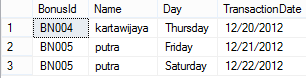 BonusId Name Day TransactionDate
1 BN004 kartawijaya Thursday 12/20/2012
2 BN005 putra Friday 12/21/2012
3 BN005 putra Saturday 12/22/2012